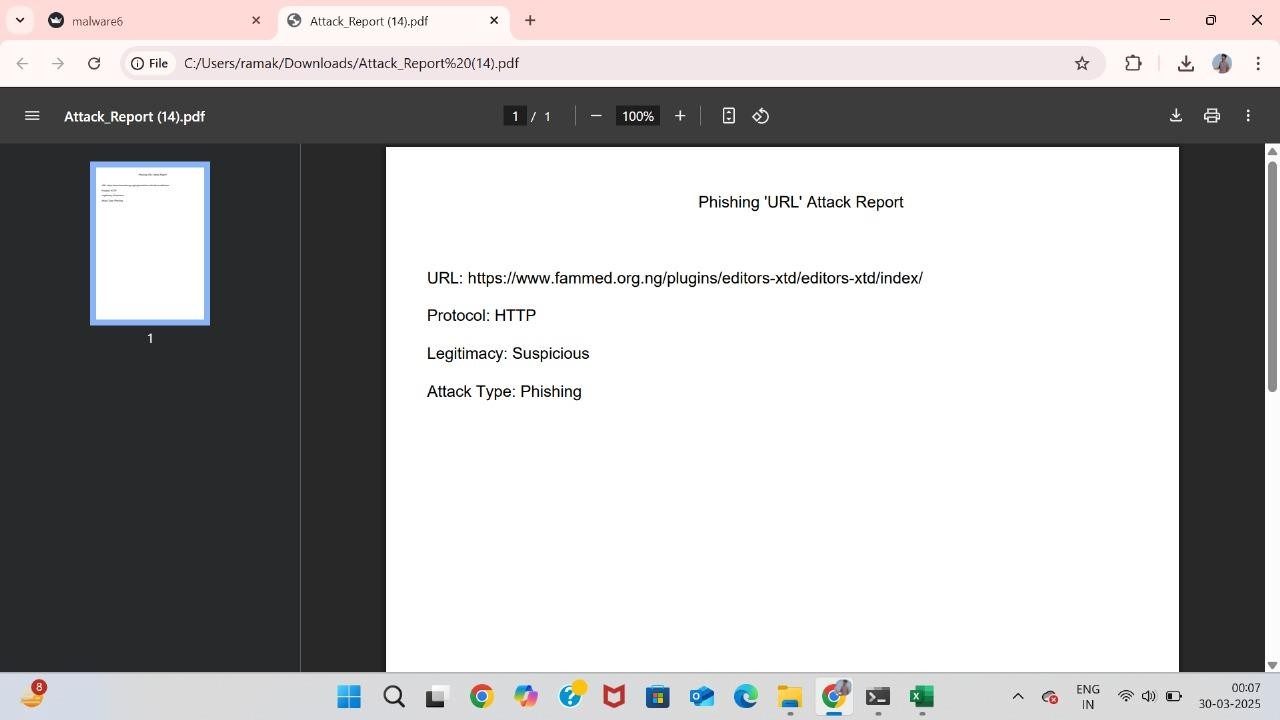 malware6
Attack_Report (14).pdf
File
C:/Users/ramak/Downloads/Attack_Report%20(14).pdf
Attack_Report (14).pdf
1 / 1
100%
Phishing 'URL' Attack Report
URL: https://www.fammed.org.ng/plugins/editors-xtd/editors-xtd/index/
Protocol: HTTP
Legitimacy: Suspicious
Attack Type: Phishing
1
8
ENG
IN
00:07
30-03-2025